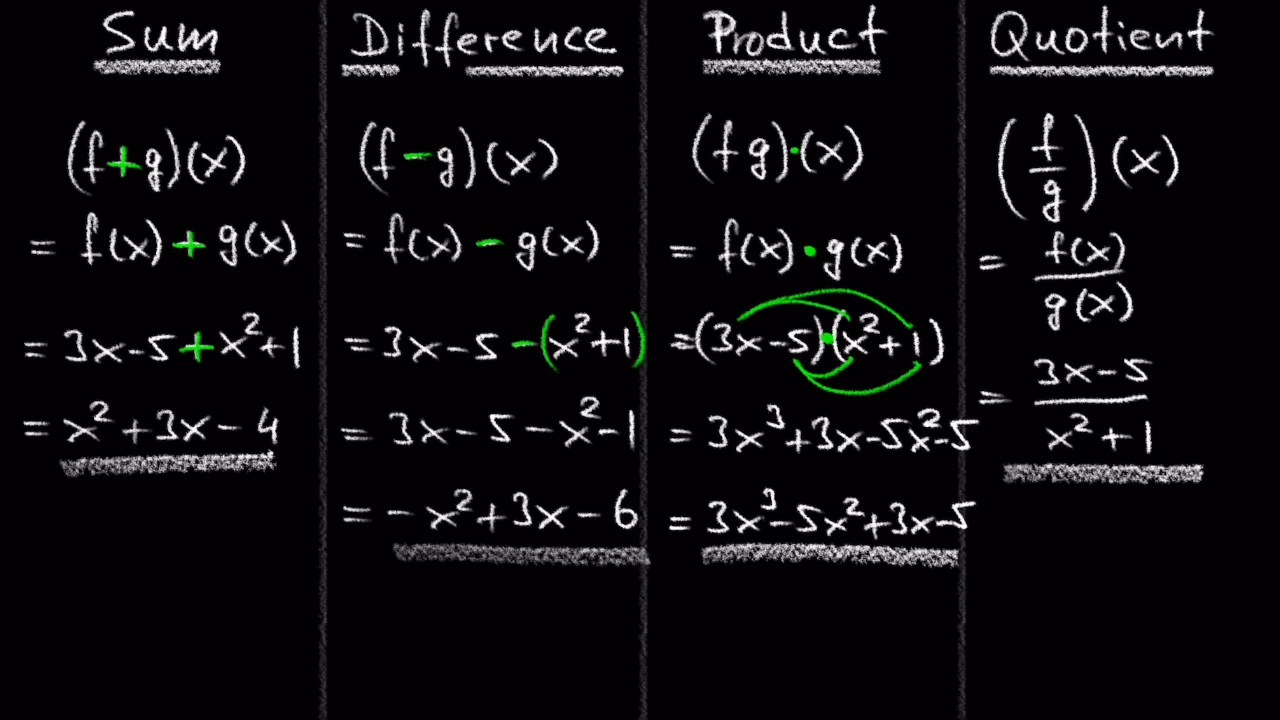 Sum
(f+g)(x)
= f(x)+g(x)
= 3x-5+x²+1
= x²+3x-4
Difference
(f-g)(x)
= f(x)-g(x)
= 3x-5-(x²+1)
= 3x-5-x²-1
= -x²+3x-6
Product
(fg)·(x)
= f(x)·g(x)
=(3x-5)·(x²+1)
= 3x³+3x-5x²-5
= 3x³-5x²+3x-5
Quotient
(f/g)(x)
= f(x)/g(x)
= 3x-5/x²+1